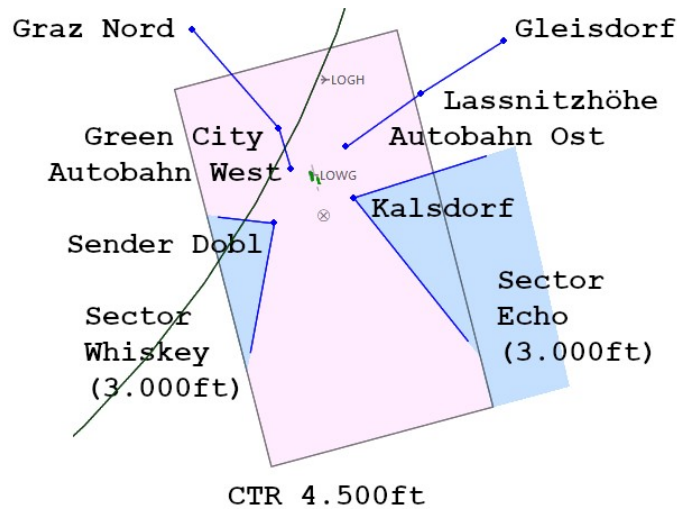 Graz Nord
Gleisdorf
LOGH
Lassnitzhöhe
Green City
Autobahn Ost
Autobahn West
LOWG
Kalsdorf
Sender Dobl
Sector
Echo
(3.000ft)
Sector
Whiskey
(3.000ft)
CTR 4.500ft